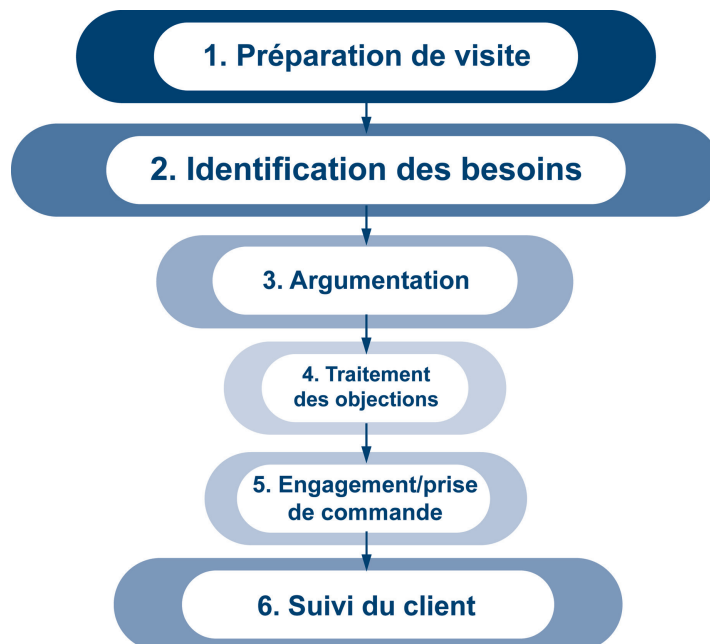 1. Préparation de visite
2. Identification des besoins
3. Argumentation
4. Traitement
des objections
5. Engagement/prise
de commande
6. Suivi du client